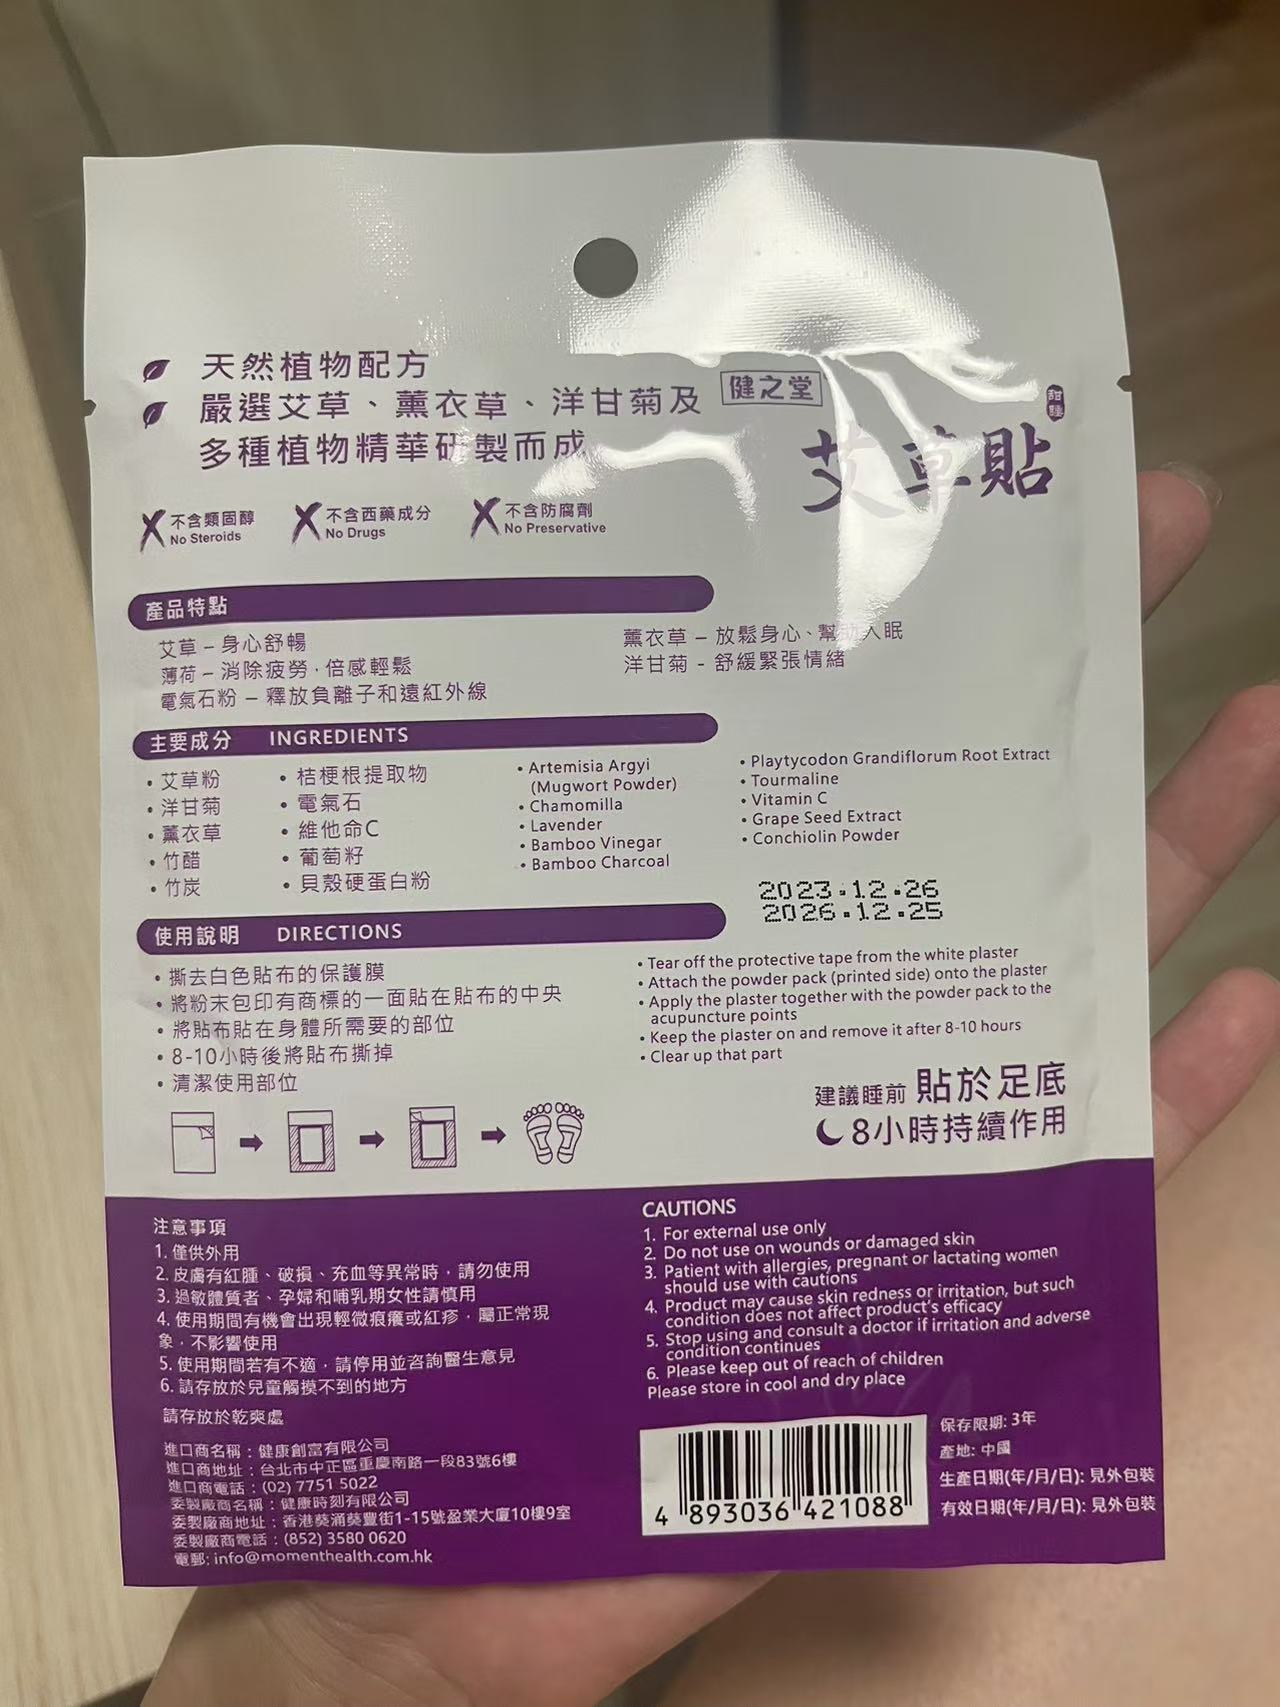 天然植物配方
嚴選艾草、薰衣草、洋甘菊及
多種植物精華研製而成
健之堂
甜睡
艾草貼
不含類固醇
No Steroids
不含西藥成分
No Drugs
不含防腐劑
No Preservative
產品特點
艾草 – 身心舒暢
薄荷 – 消除疲勞，倍感輕鬆
電氣石粉 – 釋放負離子和遠紅外線
薰衣草 – 放鬆身心、幫助入眠
洋甘菊 - 舒緩緊張情緒
主要成分 INGREDIENTS
• 艾草粉
• 洋甘菊
• 薰衣草
• 竹醋
• 竹炭
• 桔梗根提取物
• 電氣石
• 維他命C
• 葡萄籽
• 貝殼硬蛋白粉
• Artemisia Argyi
(Mugwort Powder)
• Chamomilla
• Lavender
• Bamboo Vinegar
• Bamboo Charcoal
• Playtycodon Grandiflorum Root Extract
• Tourmaline
• Vitamin C
• Grape Seed Extract
• Conchiolin Powder
2023.12.26
2026.12.25
使用說明 DIRECTIONS
• 撕去白色貼布的保護膜
• 將粉末包印有商標的一面貼在貼布的中央
• 將貼布貼在身體所需要的部位
• 8-10小時後將貼布撕掉
• 清潔使用部位
• Tear off the protective tape from the white plaster
• Attach the powder pack (printed side) onto the plaster
• Apply the plaster together with the powder pack to the
acupuncture points
• Keep the plaster on and remove it after 8-10 hours
• Clear up that part
建議睡前 貼於足底
8小時持續作用
注意事項
1. 僅供外用
2. 皮膚有紅腫、破損、充血等異常時，請勿使用
3. 過敏體質者、孕婦和哺乳期女性請慎用
4. 使用期間有機會出現輕微痕癢或紅疹，屬正常現
象，不影響使用
5. 使用期間若有不適，請停用並咨詢醫生意見
6. 請存放於兒童觸摸不到的地方
請存放於乾爽處
進口商名稱：健康創富有限公司
進口商地址：台北市中正區重慶南路一段83號6樓
進口商電話：(02) 7751 5022
委製廠商名稱：健康時刻有限公司
委製廠商地址：香港葵涌葵豐街1-15號盈業大廈10樓9室
委製廠商電話：(852) 3580 0620
電郵: info@momenthealth.com.hk
CAUTIONS
1. For external use only
2. Do not use on wounds or damaged skin
3. Patient with allergies, pregnant or lactating women
should use with cautions
4. Product may cause skin redness or irritation, but such
condition does not affect product's efficacy
5. Stop using and consult a doctor if irritation and adverse
condition continues
6. Please keep out of reach of children
Please store in cool and dry place
4 893036 421088
保存限期: 3年
產地: 中國
生產日期(年/月/日): 見外包裝
有效日期(年/月/日): 見外包裝